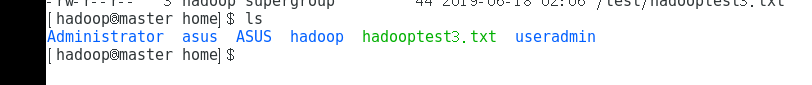 -rw-r--r-- 3 hadoop supergroup 44 2019-06-18 02:06 /test/hadooptest3.txt
[hadoop@master home]$ ls
Administrator asus ASUS hadoop hadooptest3.txt useradmin
[hadoop@master home]$